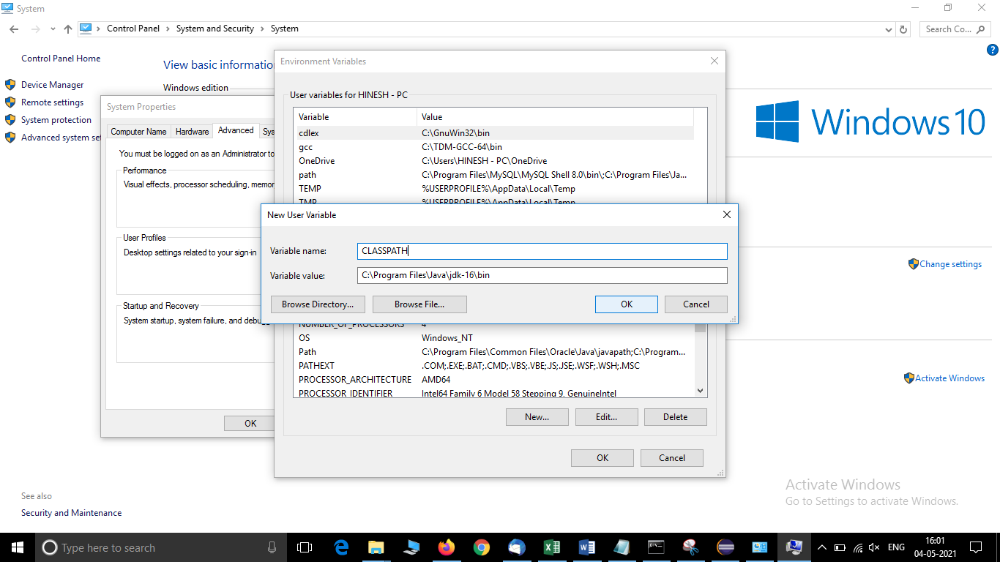 System
Control Panel > System and Security > System
Search Co...
Control Panel Home
Device Manager
Remote settings
System protection
Advanced system set
View basic informatio
Windows edition
System Properties
Computer Name Hardware Advanced Sys
You must be logged on as an Administrator to
Performance
Visual effects, processor scheduling, memor
User Profiles
Desktop settings related to your sign-in
Startup and Recovery
System startup, system failure, and debug
OK
Environment Variables
User variables for HINESH - PC
Variable Value
cdlex C:\GnuWin32\bin
gcc C:\TDM-GCC-64\bin
OneDrive C:\Users\HINESH - PC\OneDrive
path C:\Program Files\MySQL\MySQL Shell 8.0\bin\;C:\Program Files\Ja...
TEMP %USERPROFILE%\AppData\Local\Temp
TMP %USERPROFILE%\AppData\Local\Temp
New User Variable
Variable name: CLASSPATH
Variable value: C:\Program Files\Java\jdk-16\bin
Browse Directory... Browse File... OK Cancel
NUMBER_OF_PROCESSORS 4
OS Windows_NT
Path C:\Program Files\Common Files\Oracle\Java\javapath;C:\Program...
PATHEXT .COM;.EXE;.BAT;.CMD;.VBS;.VBE;.JS;.JSE;.WSF;.WSH;.MSC
PROCESSOR_ARCHITECTURE AMD64
PROCESSOR_IDENTIFIER Intel64 Family 6 Model 58 Stepping 9, GenuineIntel
New... Edit... Delete
OK Cancel
Windows 10
Change settings
Activate Windows
See also
Security and Maintenance
Activate Windows
Go to Settings to activate Windows.
Type here to search
ENG
16:01
04-05-2021